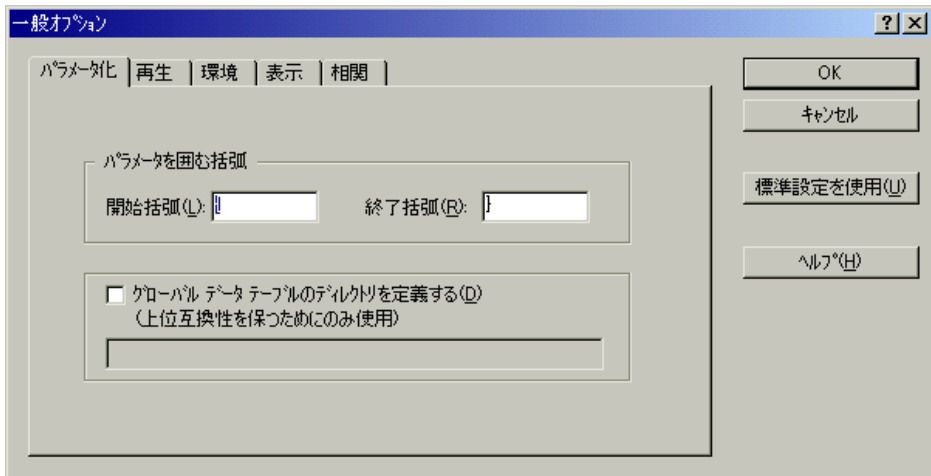 一般ｵﾌﾟｼｮﾝ
ﾊﾟﾗﾒｰﾀ化 再生 環境 表示 相関
OK
ｷｬﾝｾﾙ
標準設定を使用(U)
ﾍﾙﾌﾟ(H)
ﾊﾟﾗﾒｰﾀを囲む括弧
開始括弧(L): { 終了括弧(R): }
ｸﾞﾛｰﾊﾞﾙ ﾃﾞｰﾀ ﾃｰﾌﾞﾙのﾃﾞｨﾚｸﾄﾘを定義する(D)
(上位互換性を保つためにのみ使用)